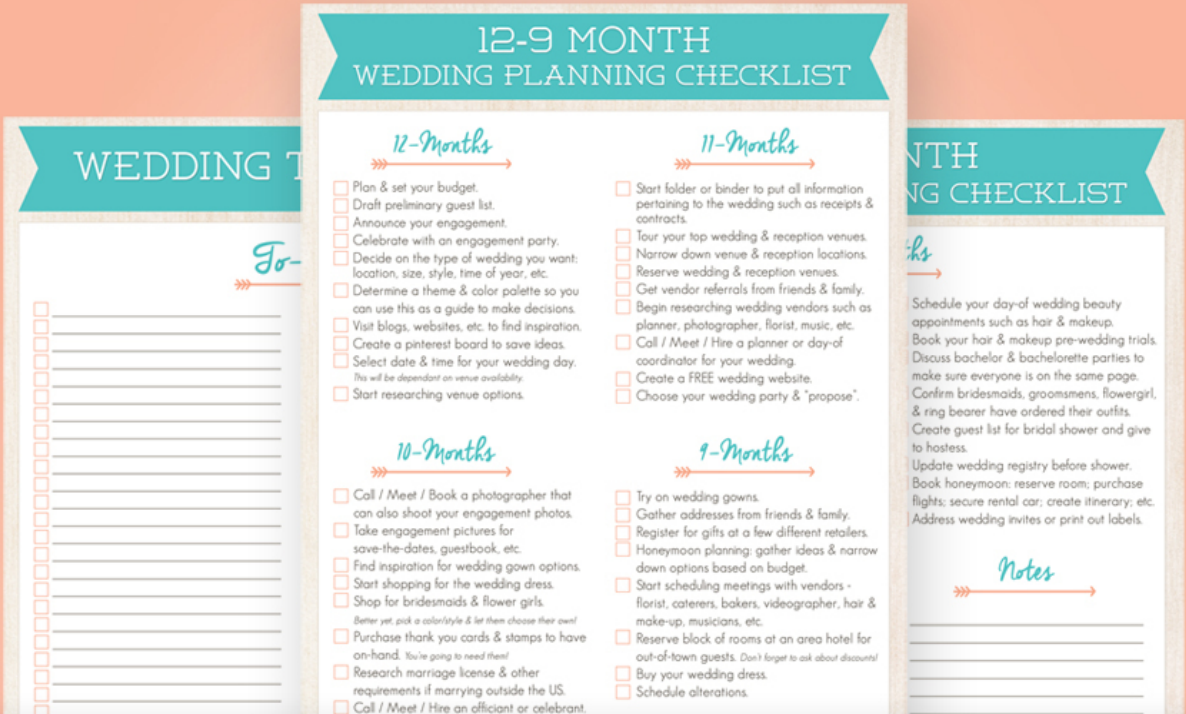 12-9 MONTH
WEDDING PLANNING CHECKLIST
12-Months
Plan & set your budget.
Draft preliminary guest list.
Announce your engagement.
Celebrate with an engagement party.
Decide on the type of wedding you want:
location, size, style, time of year, etc.
Determine a theme & color palette so you
can use this as a guide to make decisions.
Visit blogs, websites, etc. to find inspiration.
Create a pinterest board to save ideas.
Select date & time for your wedding day.
This will be dependant on venue availability.
Start researching venue options.
11-Months
Start folder or binder to put all information
pertaining to the wedding such as receipts &
contracts.
Tour your top wedding & reception venues.
Narrow down venue & reception locations.
Reserve wedding & reception venues.
Get vendor referrals from friends & family.
Begin researching wedding vendors such as
planner, photographer, florist, music, etc.
Call / Meet / Hire a planner or day-of
coordinator for your wedding.
Create a FREE wedding website.
Choose your wedding party & "propose".
10-Months
Call / Meet / Book a photographer that
can also shoot your engagement photos.
Take engagement pictures for
save-the-dates, guestbook, etc.
Find inspiration for wedding gown options.
Start shopping for the wedding dress.
Shop for bridesmaids & flower girls.
Better yet, pick a color/style & let them choose their own!
Purchase thank you cards & stamps to have
on-hand. You're going to need them!
Research marriage license & other
requirements if marrying outside the US.
Call / Meet / Hire an officiant or celebrant.
9-Months
Try on wedding gowns.
Gather addresses from friends & family.
Register for gifts at a few different retailers.
Honeymoon planning: gather ideas & narrow
down options based on budget.
Start scheduling meetings with vendors -
florist, caterers, bakers, videographer, hair &
make-up, musicians, etc.
Reserve block of rooms at an area hotel for
out-of-town guests. Don't forget to ask about discounts!
Buy your wedding dress.
Schedule alterations.
WEDDING T
To-
NTH
NG CHECKLIST
ths
Schedule your day-of wedding beauty
appointments such as hair & makeup.
Book your hair & makeup pre-wedding trials.
Discuss bachelor & bachelorette parties to
make sure everyone is on the same page.
Confirm bridesmaids, groomsmens, flowergirl,
& ring bearer have ordered their outfits.
Create guest list for bridal shower and give
to hostess.
Update wedding registry before shower.
Book honeymoon: reserve room; purchase
flights; secure rental car; create itinerary; etc.
Address wedding invites or print out labels.
Notes